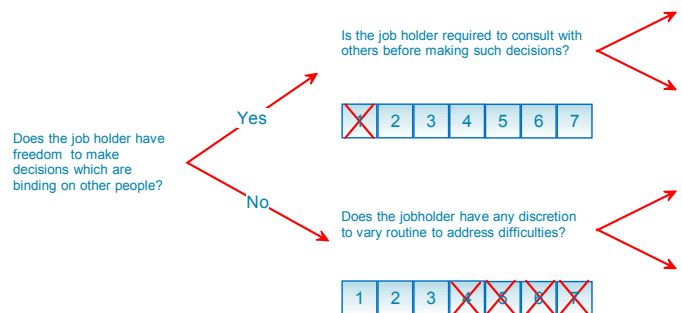 Is the job holder required to consult with
others before making such decisions?
Yes
1 2 3 4 5 6 7
Does the job holder have
freedom to make
decisions which are
binding on other people?
No
Does the jobholder have any discretion
to vary routine to address difficulties?
1 2 3 4 5 6 7